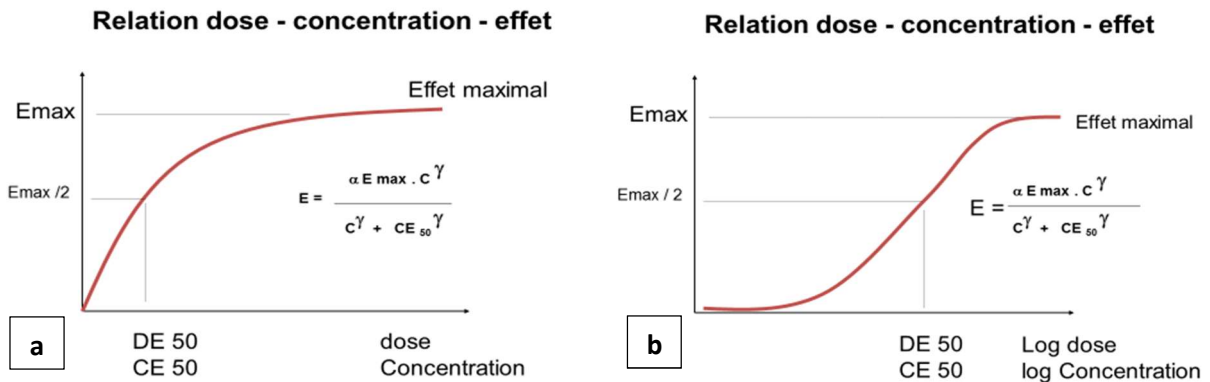 Relation dose - concentration - effet
Emax
Effet maximal
Emax /2
E = α E max . C γ
C γ + CE 50 γ
a
DE 50
dose
CE 50
Concentration
Relation dose - concentration - effet
Emax
Effet maximal
Emax / 2
E = α E max . C γ
C γ + CE 50 γ
b
DE 50
Log dose
CE 50
log Concentration